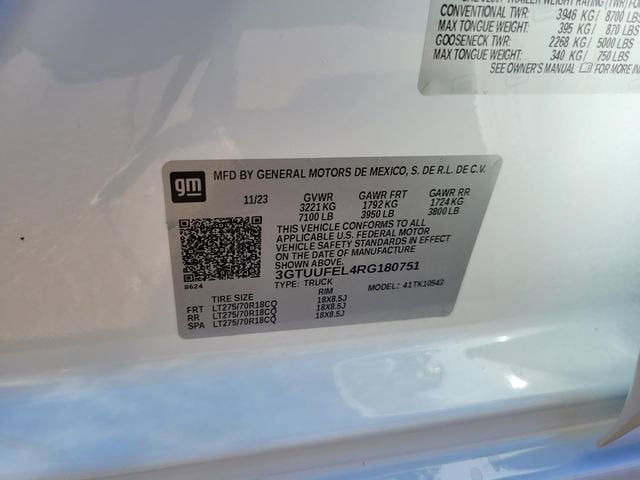 CONVENTIONAL TWR: 3946 KG/ 8700 LBS
MAX TONGUE WEIGHT: 395 KG / 870 LBS
GOOSENECK TWR: 2268 KG/ 5000 LBS
MAX TONGUE WEIGHT: 340 KG / 750 LBS
SEE OWNER'S MANUAL FOR MORE
gm
MFD BY GENERAL MOTORS DE MEXICO, S. DE R.L. DE C.V.
11/23 GVWR GAWR FRT GAWR RR
3221 KG 1792 KG 1724 KG
7100 LB 3950 LB 3800 LB
THIS VEHICLE CONFORMS TO ALL
APPLICABLE U.S. FEDERAL MOTOR
VEHICLE SAFETY STANDARDS IN
EFFECT ON THE DATE OF MANUFACTURE
SHOWN ABOVE.
3GTUUFEL4RG180751
8624
TYPE: TRUCK MODEL: 41TK10543
TIRE SIZE RIM
FRT LT275/70R18CQ 18X8.5J
RR LT275/70R18CQ 18X8.5J
SPA LT275/70R18CQ 18X8.5J